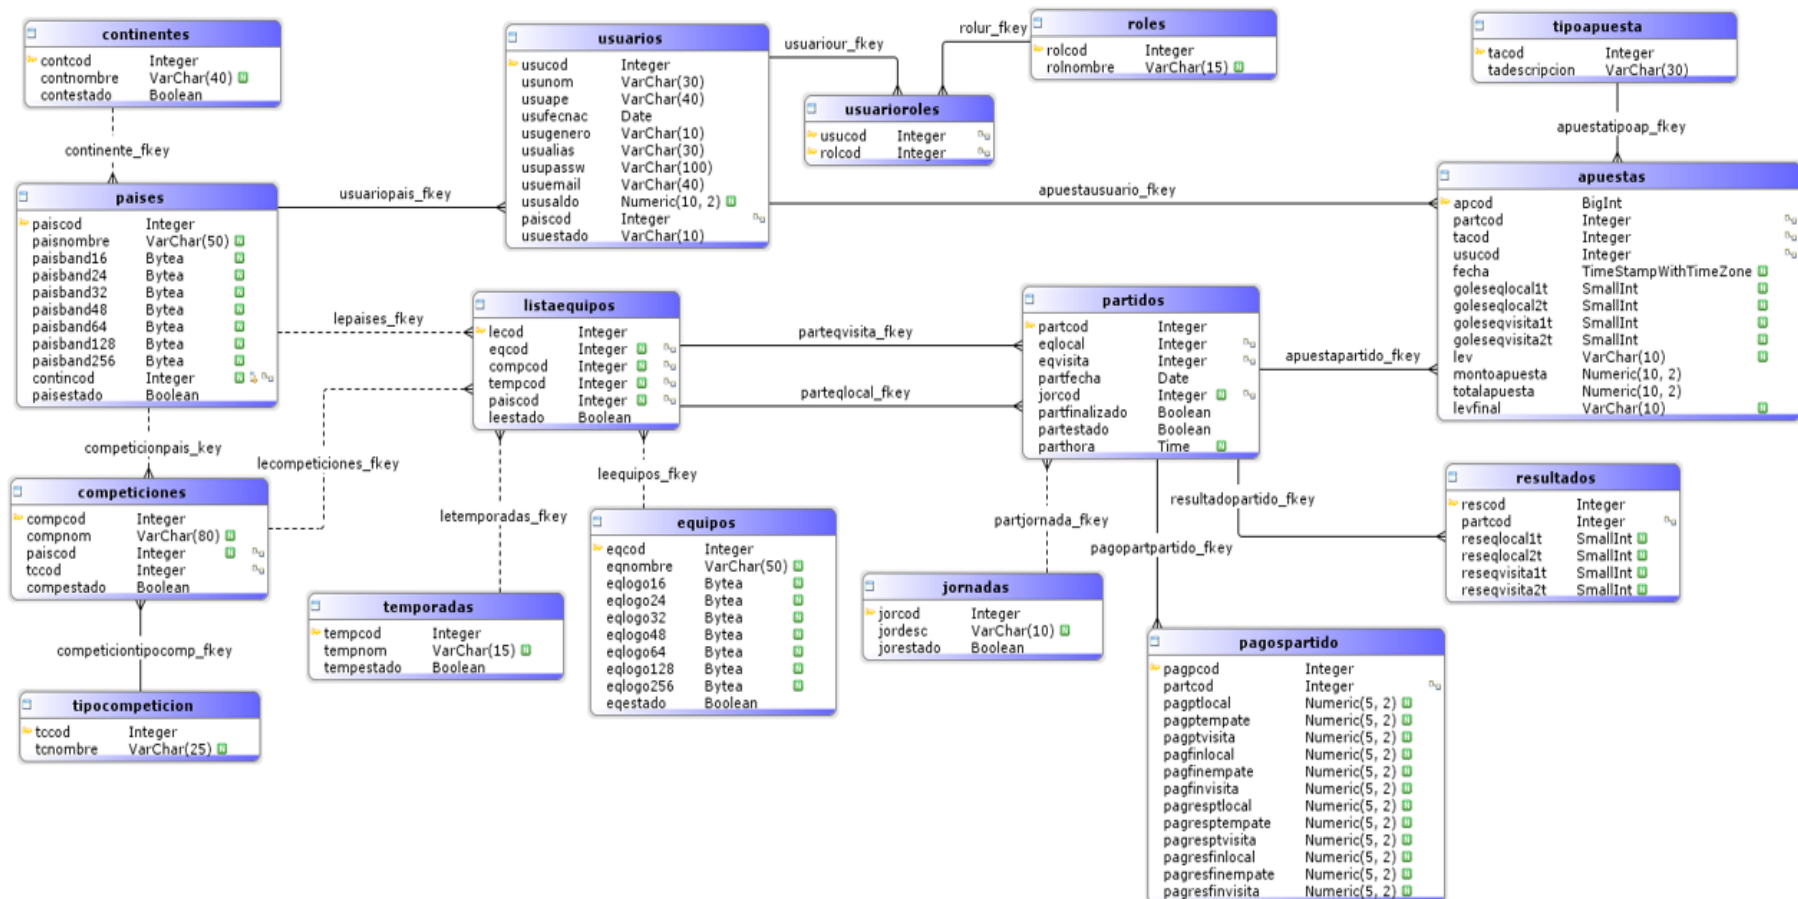 continentes
contcod Integer
contnombre VarChar(40) N
contestado Boolean
continente_fkey
paises
paiscod Integer
paisnombre VarChar(50) N
paisband16 Bytea N
paisband24 Bytea N
paisband32 Bytea N
paisband48 Bytea N
paisband64 Bytea N
paisband128 Bytea N
paisband256 Bytea N
contincod Integer N
paisestado Boolean
competicionpais_key
competiciones
compcod Integer
compnom VarChar(80) N
paiscod Integer N
tccod Integer
compestado Boolean
competiciontipocomp_fkey
tipocompeticion
tccod Integer
tcnombre VarChar(25) N
usuariopais_fkey
lepaises_fkey
lecompeticiones_fkey
usuarios
usucod Integer
usunom VarChar(30)
usuape VarChar(40)
usufecnac Date
usugenero VarChar(10)
usualias VarChar(30)
usupassw VarChar(100)
usuemail VarChar(40)
ususaldo Numeric(10, 2) N
paiscod Integer
usuestado VarChar(10)
usuariour_fkey
rolur_fkey
roles
rolcod Integer
rolnombre VarChar(15) N
usuarioroles
usucod Integer
rolcod Integer
apuestausuario_fkey
tipoapuesta
tacod Integer
tadescripcion VarChar(30)
apuestatipoap_fkey
apuestas
apcod BigInt
partcod Integer
tacod Integer
usucod Integer
fecha TimeStampWithTimeZone N
goleseqlocal1t SmallInt N
goleseqlocal2t SmallInt N
goleseqvisita1t SmallInt N
goleseqvisita2t SmallInt N
lev VarChar(10) N
montoapuesta Numeric(10, 2)
totalapuesta Numeric(10, 2)
levfinal VarChar(10) N
listaequipos
lecod Integer
eqcod Integer N
compcod Integer N
tempcod Integer N
paiscod Integer N
leestado Boolean
parteqvisita_fkey
parteqlocal_fkey
partidos
partcod Integer
eqlocal Integer
eqvisita Integer
partfecha Date
jorcod Integer N
partfinalizado Boolean
partestado Boolean
parthora Time N
apuestapartido_fkey
letemporadas_fkey
leequipos_fkey
temporadas
tempcod Integer
tempnom VarChar(15) N
tempestado Boolean
equipos
eqcod Integer
eqnombre VarChar(50) N
eqlogo16 Bytea N
eqlogo24 Bytea N
eqlogo32 Bytea N
eqlogo48 Bytea N
eqlogo64 Bytea N
eqlogo128 Bytea N
eqlogo256 Bytea N
eqestado Boolean
partjornada_fkey
jornadas
jorcod Integer
jordesc VarChar(10) N
jorestado Boolean
resultadopartido_fkey
pagopartpartido_fkey
resultados
rescod Integer
partcod Integer
reseqlocal1t SmallInt N
reseqlocal2t SmallInt N
reseqvisita1t SmallInt N
reseqvisita2t SmallInt N
pagospartido
pagpcod Integer
partcod Integer
pagptlocal Numeric(5, 2) N
pagptempate Numeric(5, 2) N
pagptvisita Numeric(5, 2) N
pagfinlocal Numeric(5, 2) N
pagfinempate Numeric(5, 2) N
pagfinvisita Numeric(5, 2) N
pagresptlocal Numeric(5, 2) N
pagresptempate Numeric(5, 2) N
pagresptvisita Numeric(5, 2) N
pagresfinlocal Numeric(5, 2) N
pagresfinempate Numeric(5, 2) N
pagresfinvisita Numeric(5, 2) N